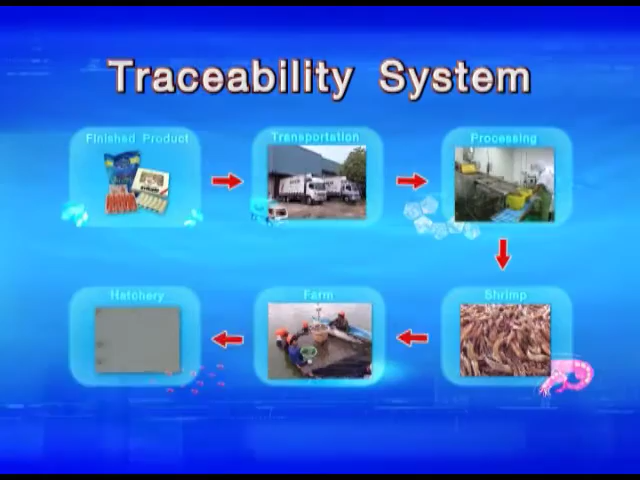 Traceability System
Finished Product
Transportation
Processing
Hatchery
Farm
Shrimp